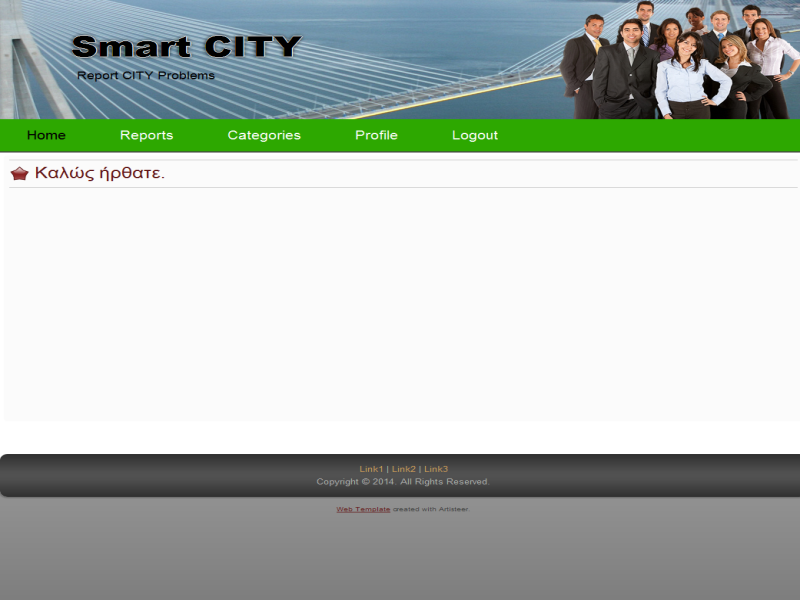 Smart CITY
Report CITY Problems
Home Reports Categories Profile Logout
Καλώς ήρθατε.
Link1 | Link2 | Link3
Copyright © 2014. All Rights Reserved.
Web Template created with Artisteer.